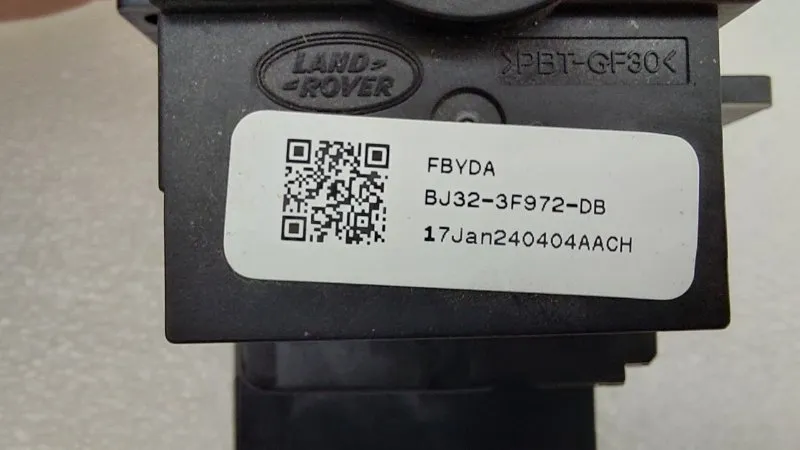 LAND>
<ROVER
>PBT-GF30<
FBYDA
BJ32-3F972-DB
17Jan240404AACH